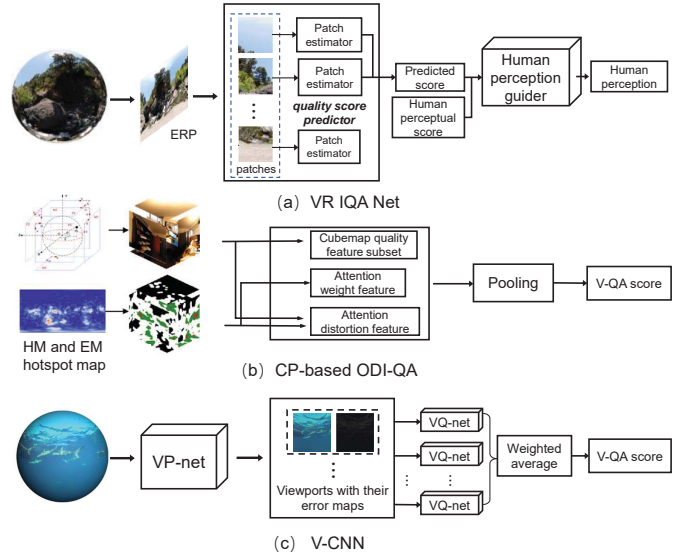 ERP
patches
Patch
estimator
Patch
estimator
quality score
predictor
Patch
estimator
Predicted
score
Human
perceptual
score
Human
perception
guider
Human
perception
(a) VR IQA Net
HM and EM
hotspot map
Cubemap quality
feature subset
Attention
weight feature
Attention
distortion feature
Pooling
V-QA score
(b) CP-based ODI-QA
VP-net
Viewports with their
error maps
VQ-net
VQ-net
VQ-net
Weighted
average
V-QA score
(c) V-CNN